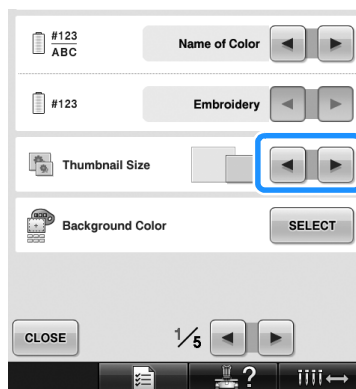 #123
ABC
Name of Color
#123
Embroidery
Thumbnail Size
Background Color
SELECT
CLOSE
1/5
?